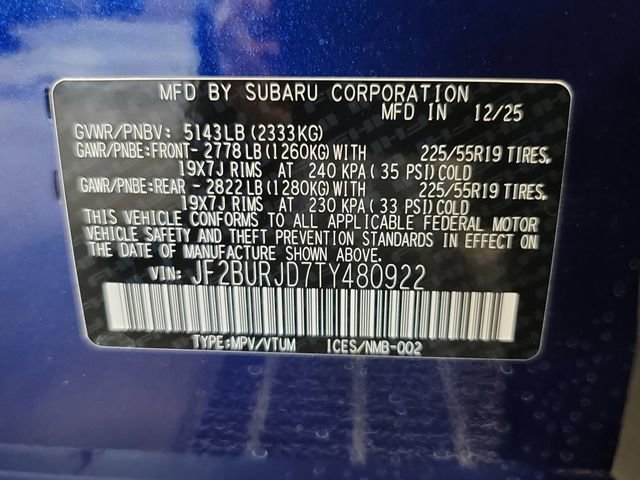 MFD BY SUBARU CORPORATION
MFD IN 12/25
GVWR/PNBV: 5143LB(2333KG)
GAWR/PNBE:FRONT- 2778 LB(1260KG)WITH 225/55R19 TIRES,
19X7J RIMS AT 240 KPA( 35 PSI)COLD
GAWR/PNBE:REAR - 2822 LB(1280KG)WITH 225/55R19 TIRES,
19X7J RIMS AT 230 KPA( 33 PSI)COLD
THIS VEHICLE CONFORMS TO ALL APPLICABLE FEDERAL MOTOR
VEHICLE SAFETY AND THEFT PREVENTION STANDARDS IN EFFECT ON
THE DATE OF MANUFACTURE SHOWN ABOVE.
VIN: JF2BURJD7TY480922
TYPE:MPV/VTUM ICES/NMB-002